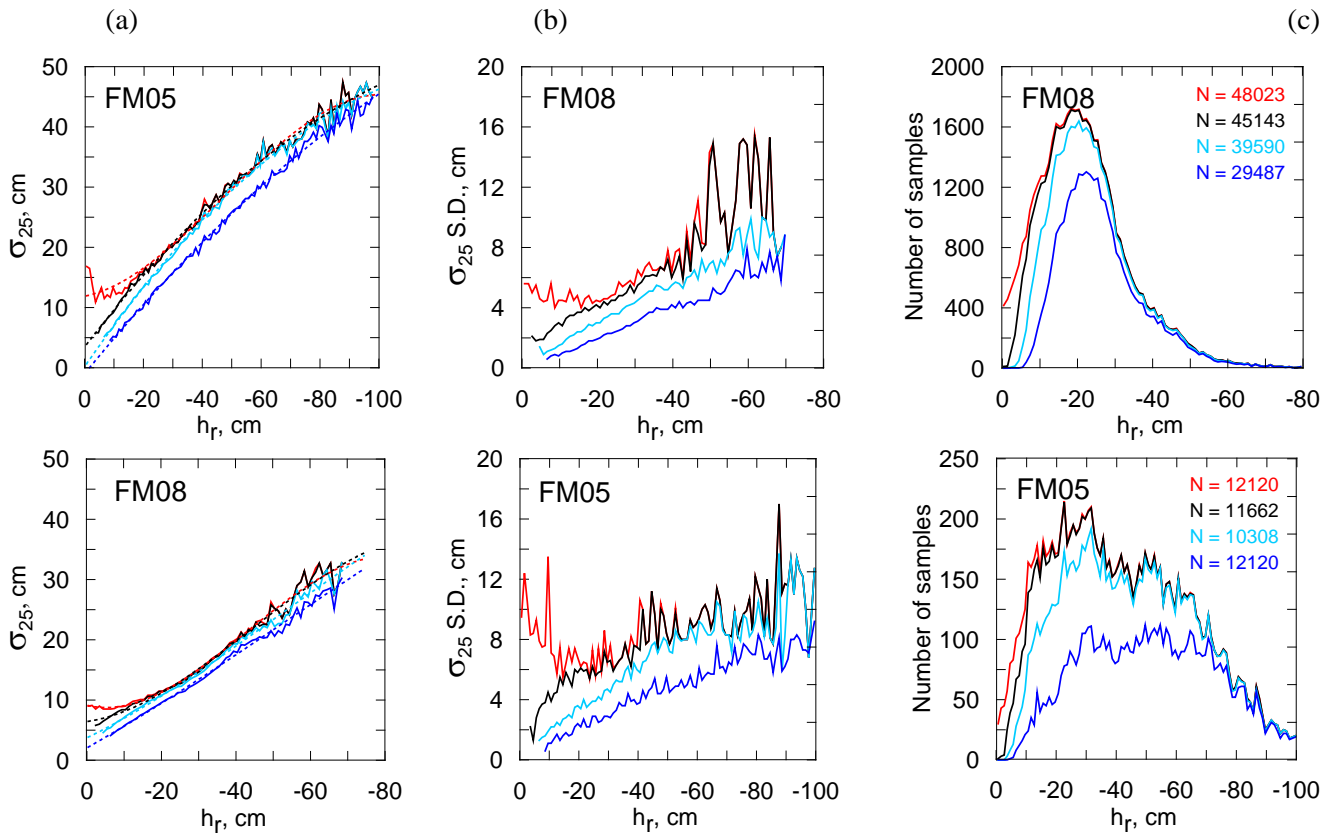 (a)
(b)
(c)
50
40
30
20
10
0
σ25, cm
FM05
0 -20 -40 -60 -80 -100
hr, cm
20
16
12
8
4
0
σ25 S.D., cm
FM08
0 -20 -40 -60 -80
hr, cm
2000
1600
1200
800
400
0
Number of samples
FM08
N = 48023
N = 45143
N = 39590
N = 29487
0 -20 -40 -60 -80
hr, cm
50
40
30
20
10
0
σ25, cm
FM08
0 -20 -40 -60 -80
hr, cm
20
16
12
8
4
0
σ25 S.D., cm
FM05
0 -20 -40 -60 -80 -100
hr, cm
250
200
150
100
50
0
Number of samples
FM05
N = 12120
N = 11662
N = 10308
N = 12120
0 -20 -40 -60 -80 -100
hr, cm